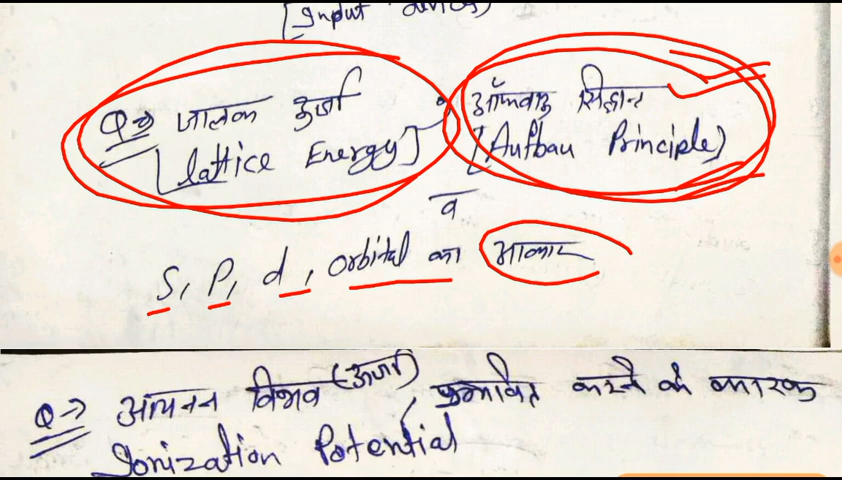 [Input
Q → जालक ऊर्जा, ऑफबाऊ सिद्धान्त
[Lattice Energy] [Aufbau Principle)
व
S, P, d, orbital का आकार
Q → आयनन विभव (ऊर्जा), प्रभावित करने के कारक
Ionization Potential